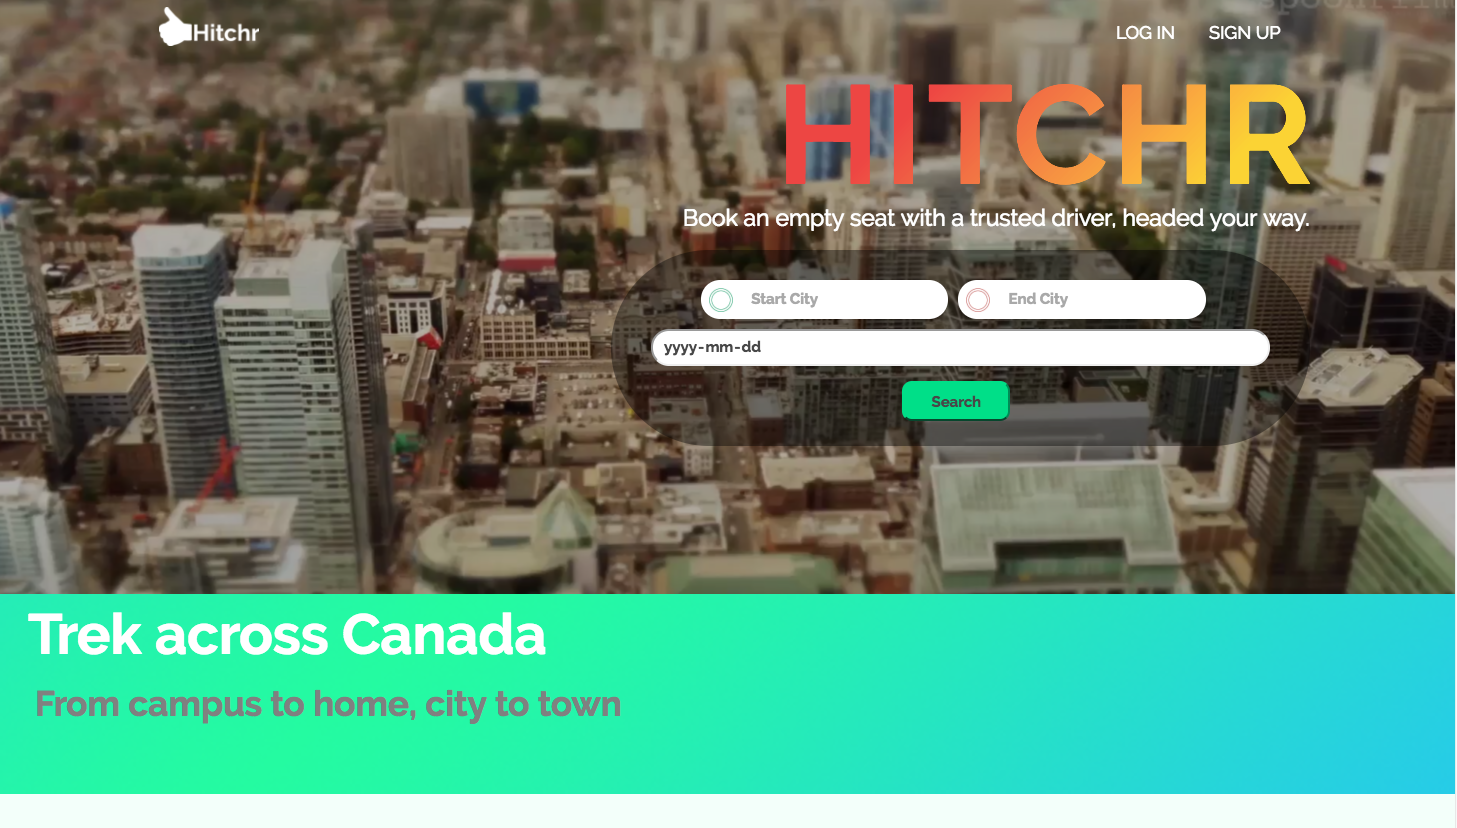 Hitchr
LOG IN
SIGN UP
HITCHR
Book an empty seat with a trusted driver, headed your way.
Start City
End City
yyyy-mm-dd
Search
Trek across Canada
From campus to home, city to town